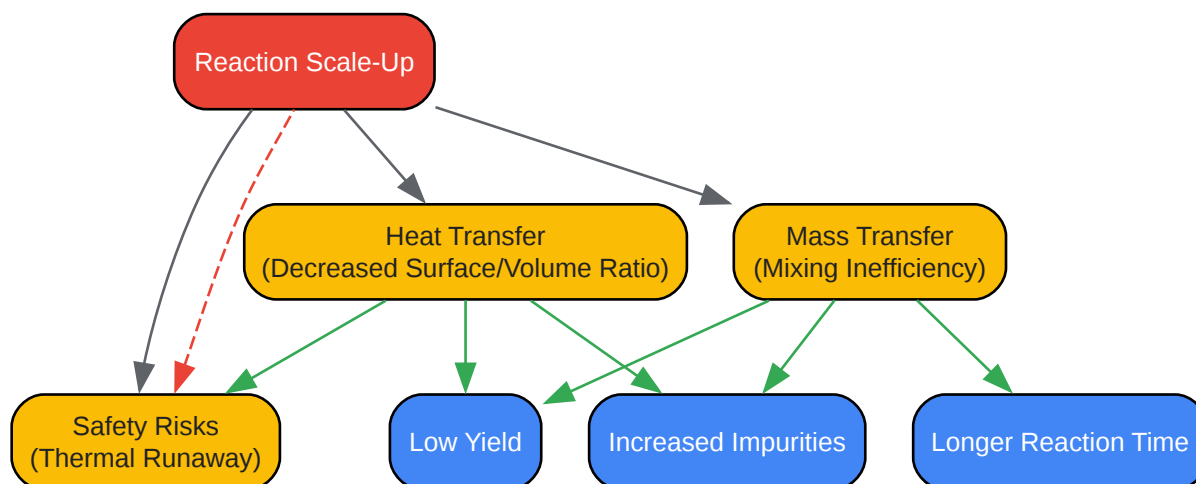 Reaction Scale-Up
Heat Transfer
(Decreased Surface/Volume Ratio)
Mass Transfer
(Mixing Inefficiency)
Safety Risks
(Thermal Runaway)
Low Yield
Increased Impurities
Longer Reaction Time